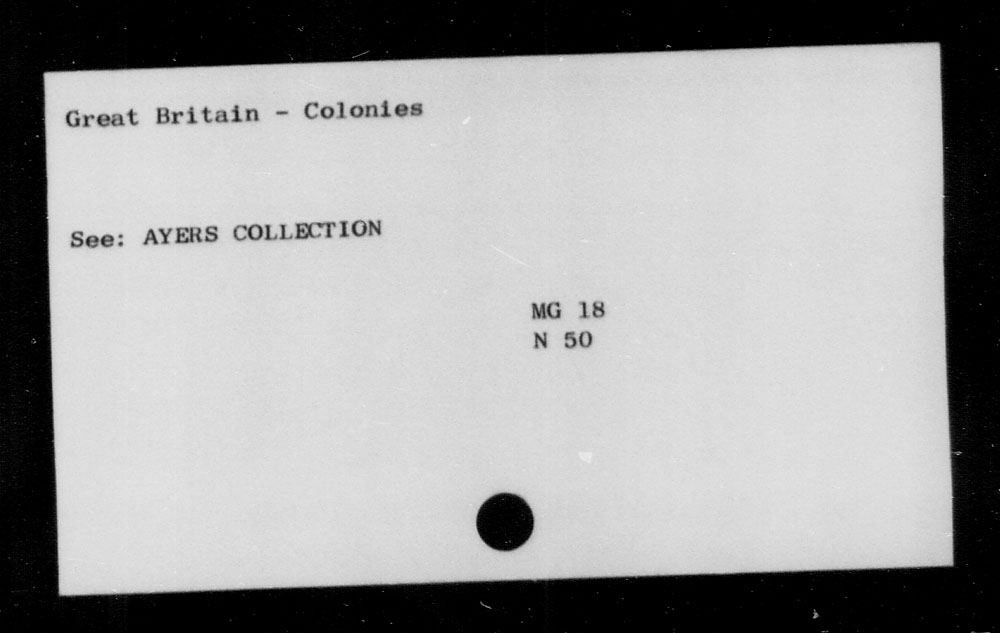 Great Britain - Colonies
See: AYERS COLLECTION
MG 18
N 50